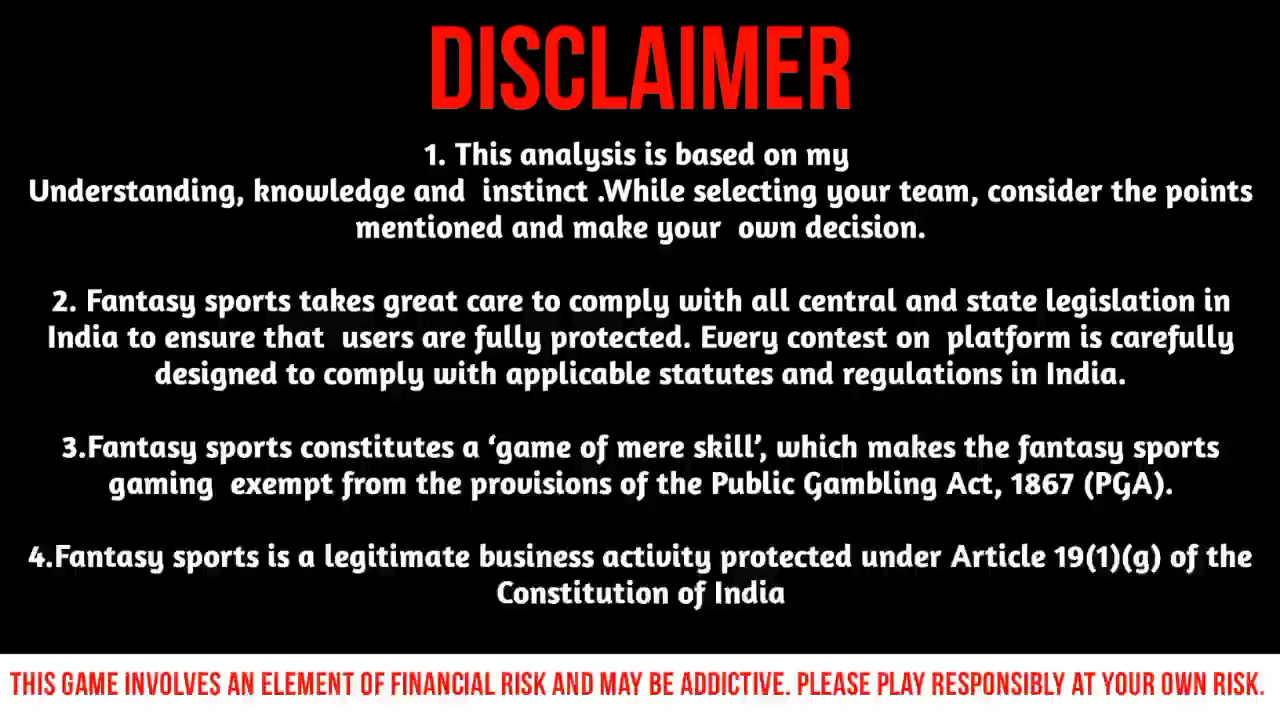 DISCLAIMER
1. This analysis is based on my
Understanding, knowledge and instinct .While selecting your team, consider the points
mentioned and make your own decision.
2. Fantasy sports takes great care to comply with all central and state legislation in
India to ensure that users are fully protected. Every contest on platform is carefully
designed to comply with applicable statutes and regulations in India.
3.Fantasy sports constitutes a ‘game of mere skill’, which makes the fantasy sports
gaming exempt from the provisions of the Public Gambling Act, 1867 (PGA).
4.Fantasy sports is a legitimate business activity protected under Article 19(1)(g) of the
Constitution of India
THIS GAME INVOLVES AN ELEMENT OF FINANCIAL RISK AND MAY BE ADDICTIVE. PLEASE PLAY RESPONSIBLY AT YOUR OWN RISK.